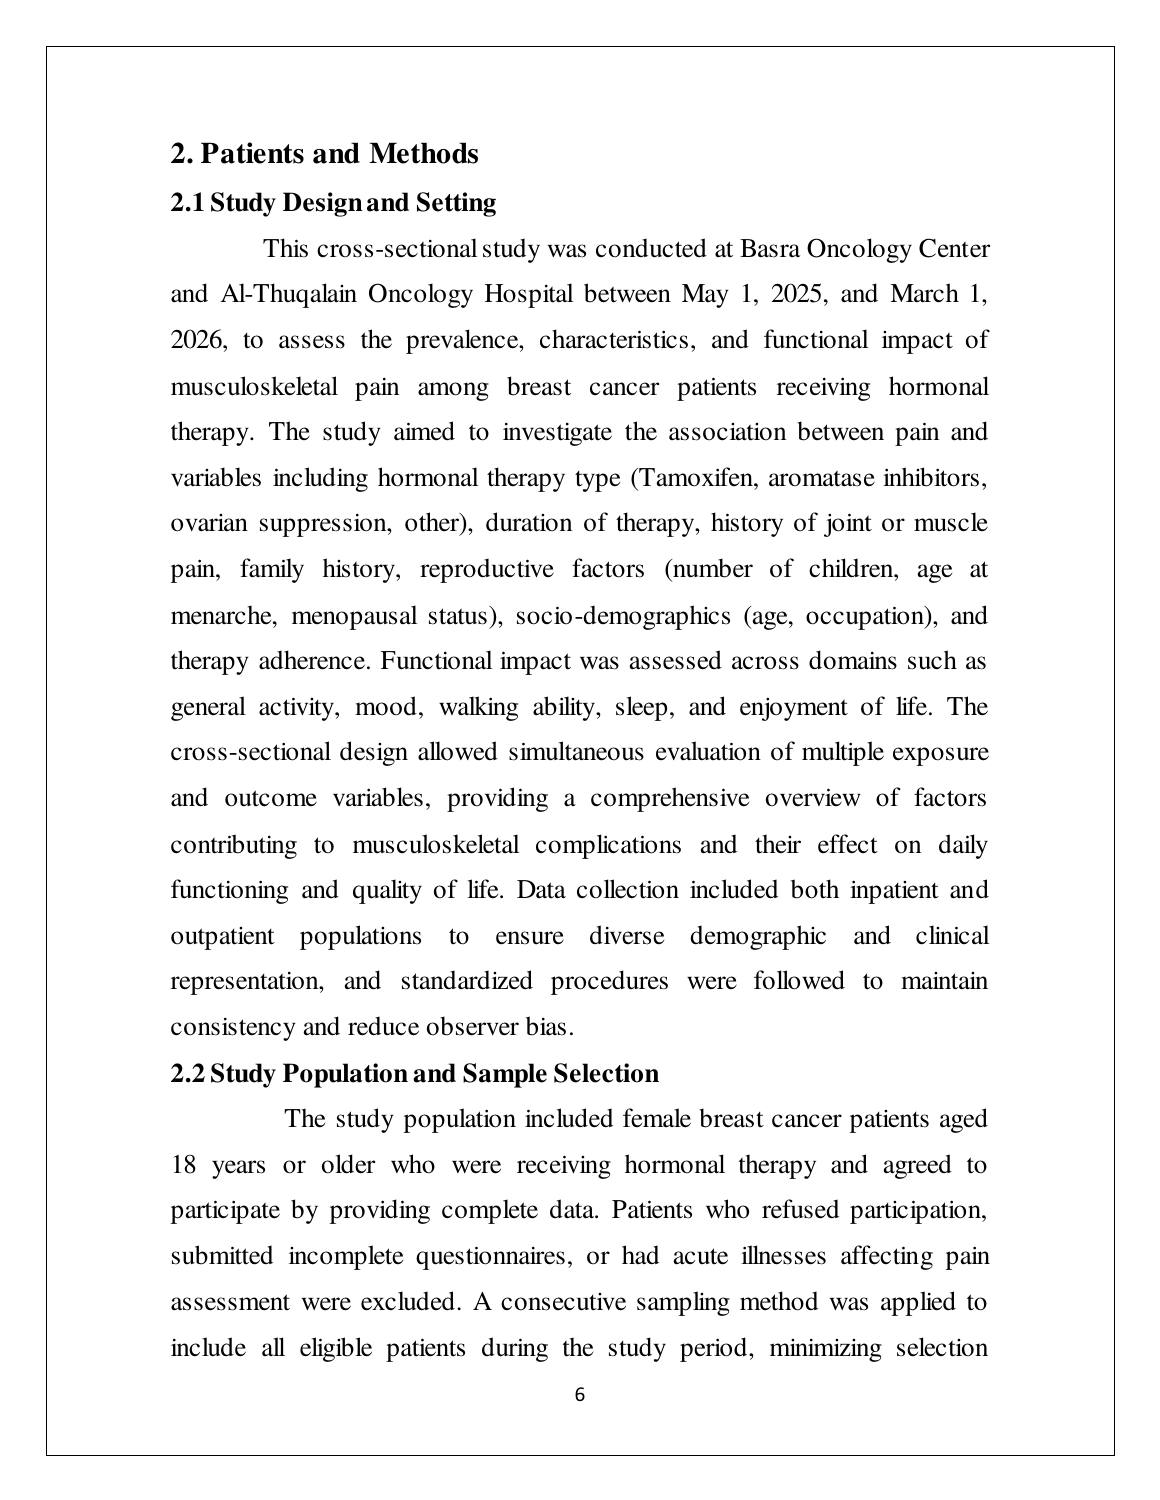 2. Patients and Methods
2.1 Study Design and Setting
This cross-sectional study was conducted at Basra Oncology Center
and Al-Thuqalain Oncology Hospital between May 1, 2025, and March 1,
2026, to assess the prevalence, characteristics, and functional impact of
musculoskeletal pain among breast cancer patients receiving hormonal
therapy. The study aimed to investigate the association between pain and
variables including hormonal therapy type (Tamoxifen, aromatase inhibitors,
ovarian suppression, other), duration of therapy, history of joint or muscle
pain, family history, reproductive factors (number of children, age at
menarche, menopausal status), socio-demographics (age, occupation), and
therapy adherence. Functional impact was assessed across domains such as
general activity, mood, walking ability, sleep, and enjoyment of life. The
cross-sectional design allowed simultaneous evaluation of multiple exposure
and outcome variables, providing a comprehensive overview of factors
contributing to musculoskeletal complications and their effect on daily
functioning and quality of life. Data collection included both inpatient and
outpatient populations to ensure diverse demographic and clinical
representation, and standardized procedures were followed to maintain
consistency and reduce observer bias.
2.2 Study Population and Sample Selection
The study population included female breast cancer patients aged
18 years or older who were receiving hormonal therapy and agreed to
participate by providing complete data. Patients who refused participation,
submitted incomplete questionnaires, or had acute illnesses affecting pain
assessment were excluded. A consecutive sampling method was applied to
include all eligible patients during the study period, minimizing selection
6